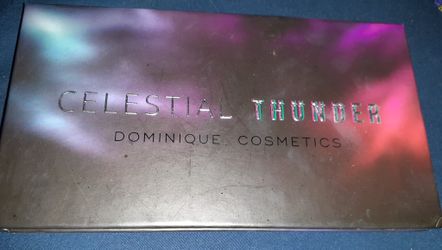 CELESTIAL THUNDER
DOMINIQUE COSMETICS